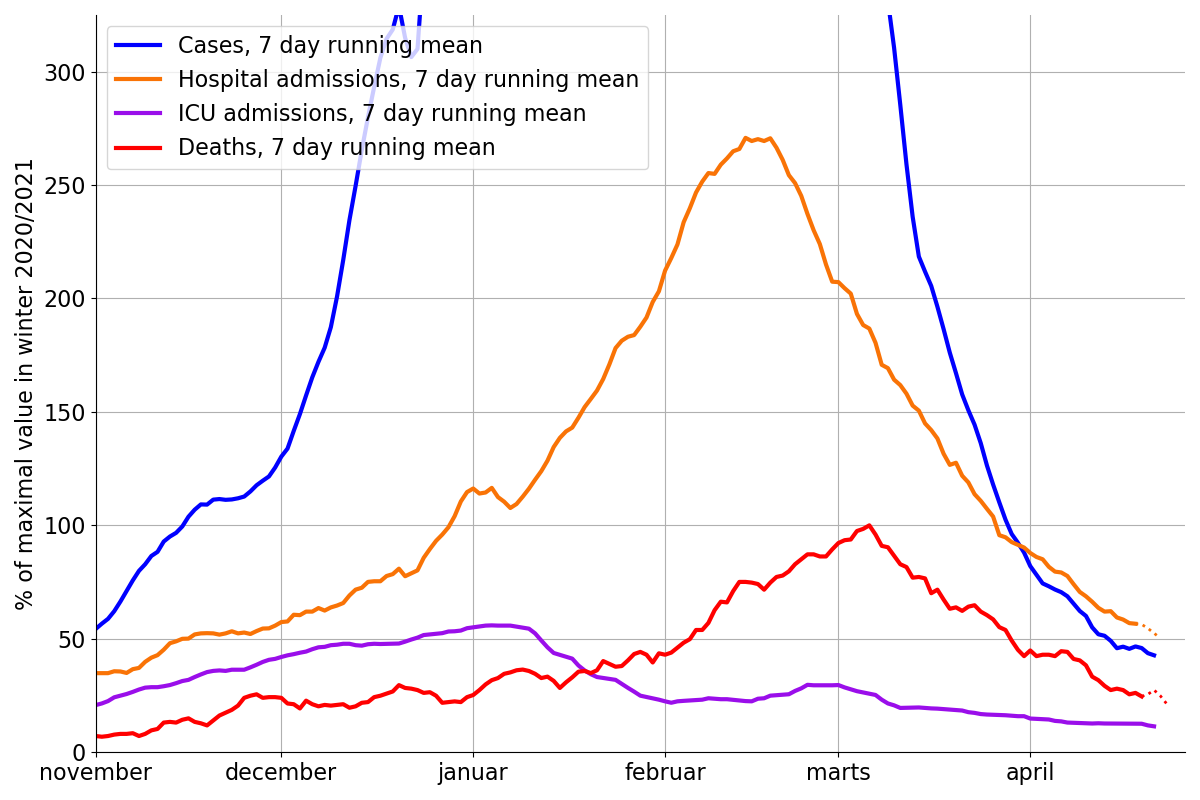 Cases, 7 day running mean
Hospital admissions, 7 day running mean
ICU admissions, 7 day running mean
Deaths, 7 day running mean
% of maximal value in winter 2020/2021
300
250
200
150
100
50
0
november december januar februar marts april